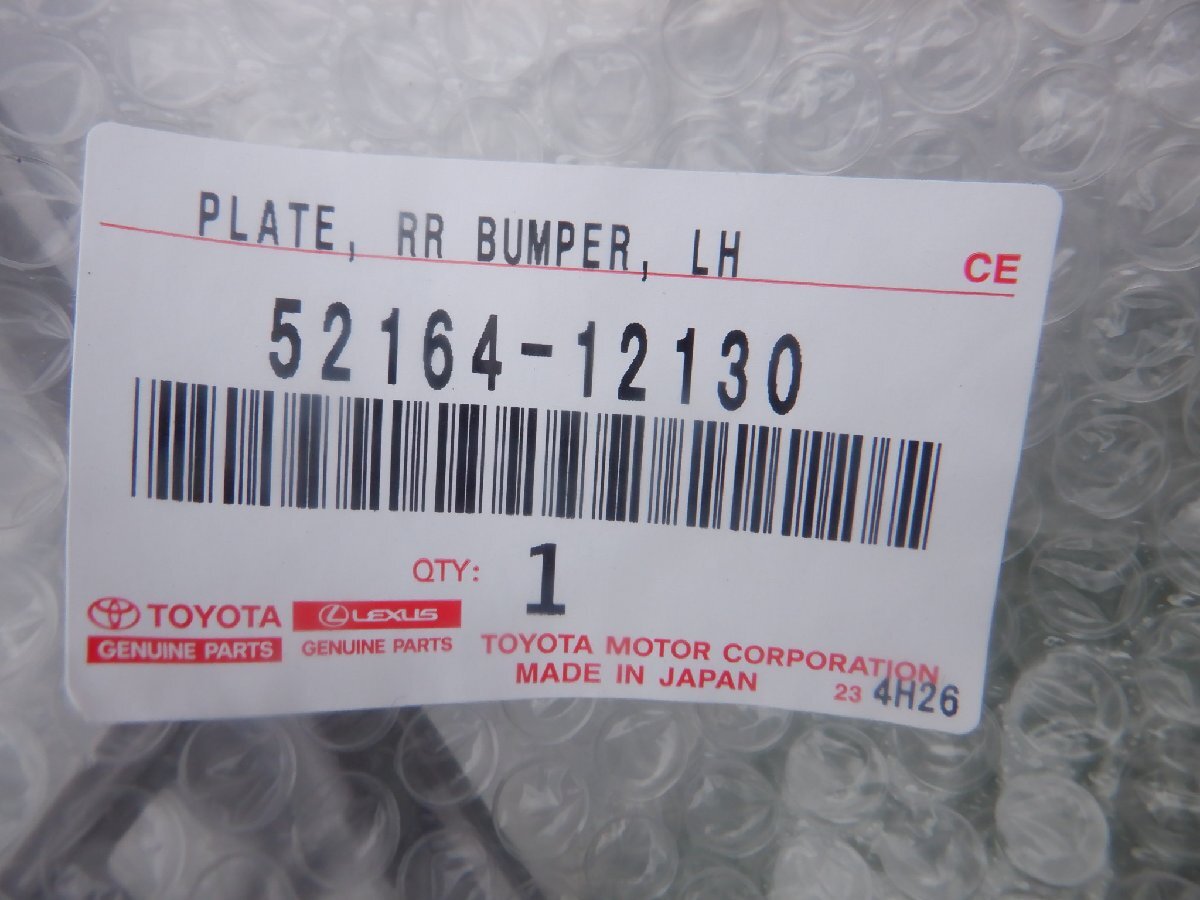 PLATE, RR BUMPER, LH
CE
52164-12130
QTY: 1
TOYOTA
GENUINE PARTS
LEXUS
GENUINE PARTS
TOYOTA MOTOR CORPORATION
MADE IN JAPAN
23 4H26